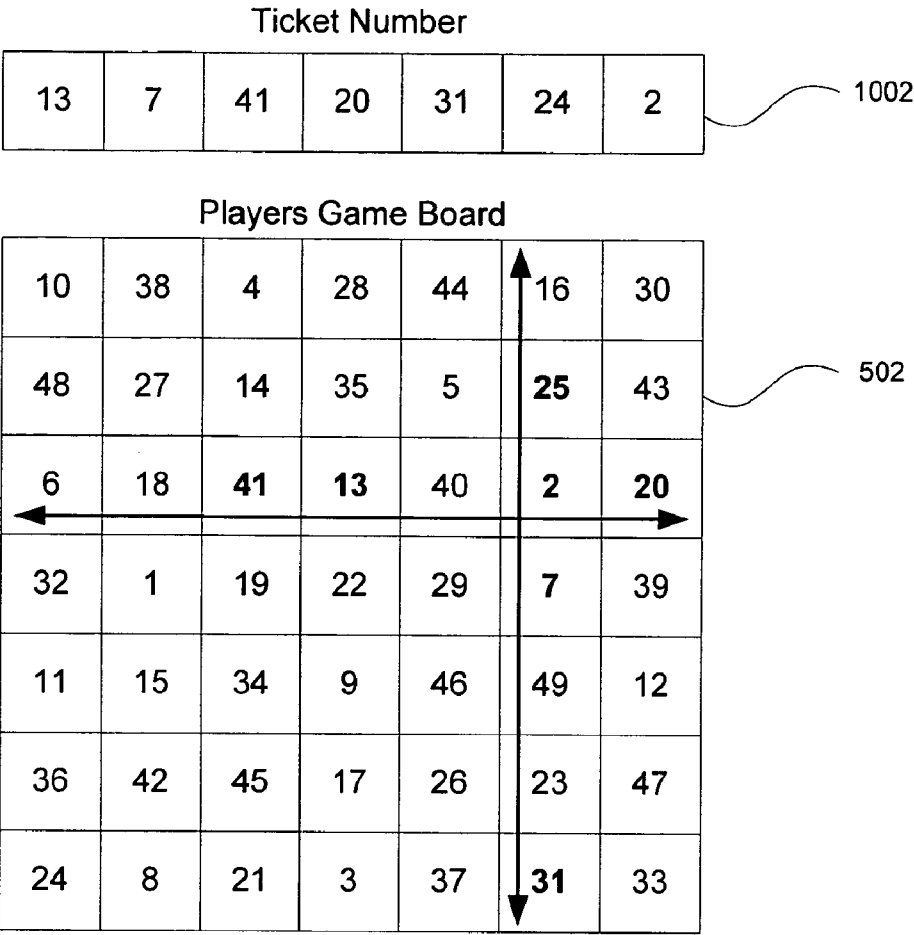 Ticket Number
13 7 41 20 31 24 2 1002
Players Game Board
10 38 4 28 44 16 30
48 27 14 35 5 25 43 502
6 18 41 13 40 2 20
32 1 19 22 29 7 39
11 15 34 9 46 49 12
36 42 45 17 26 23 47
24 8 21 3 37 31 33